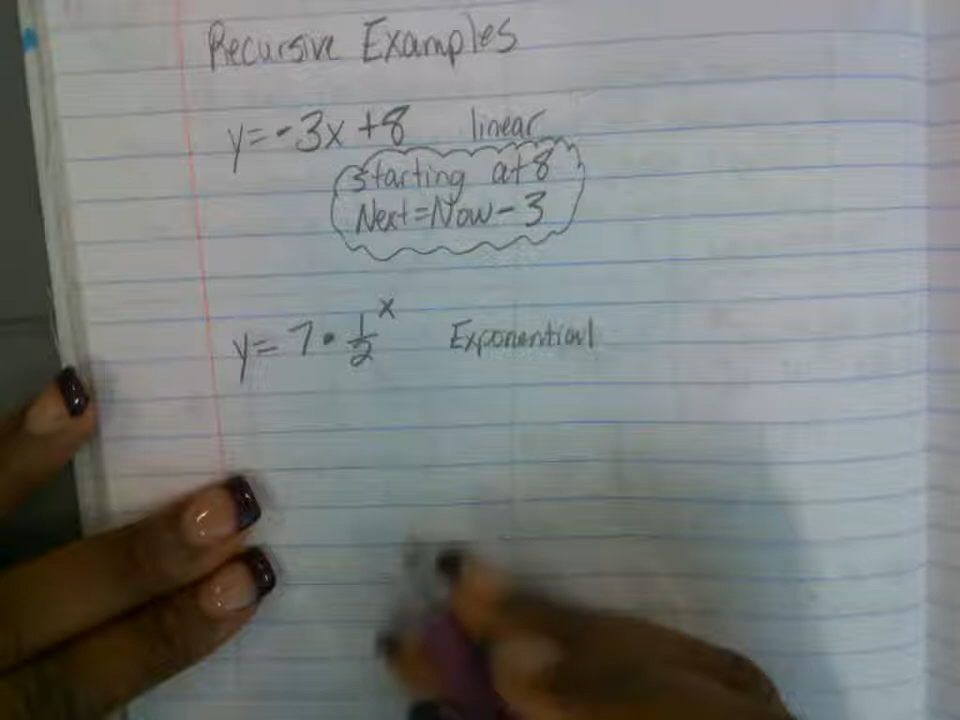 Recursive Examples
y=-3x+8 linear
Starting at 8
Next=Now-3
y=7·1/2^x Exponential